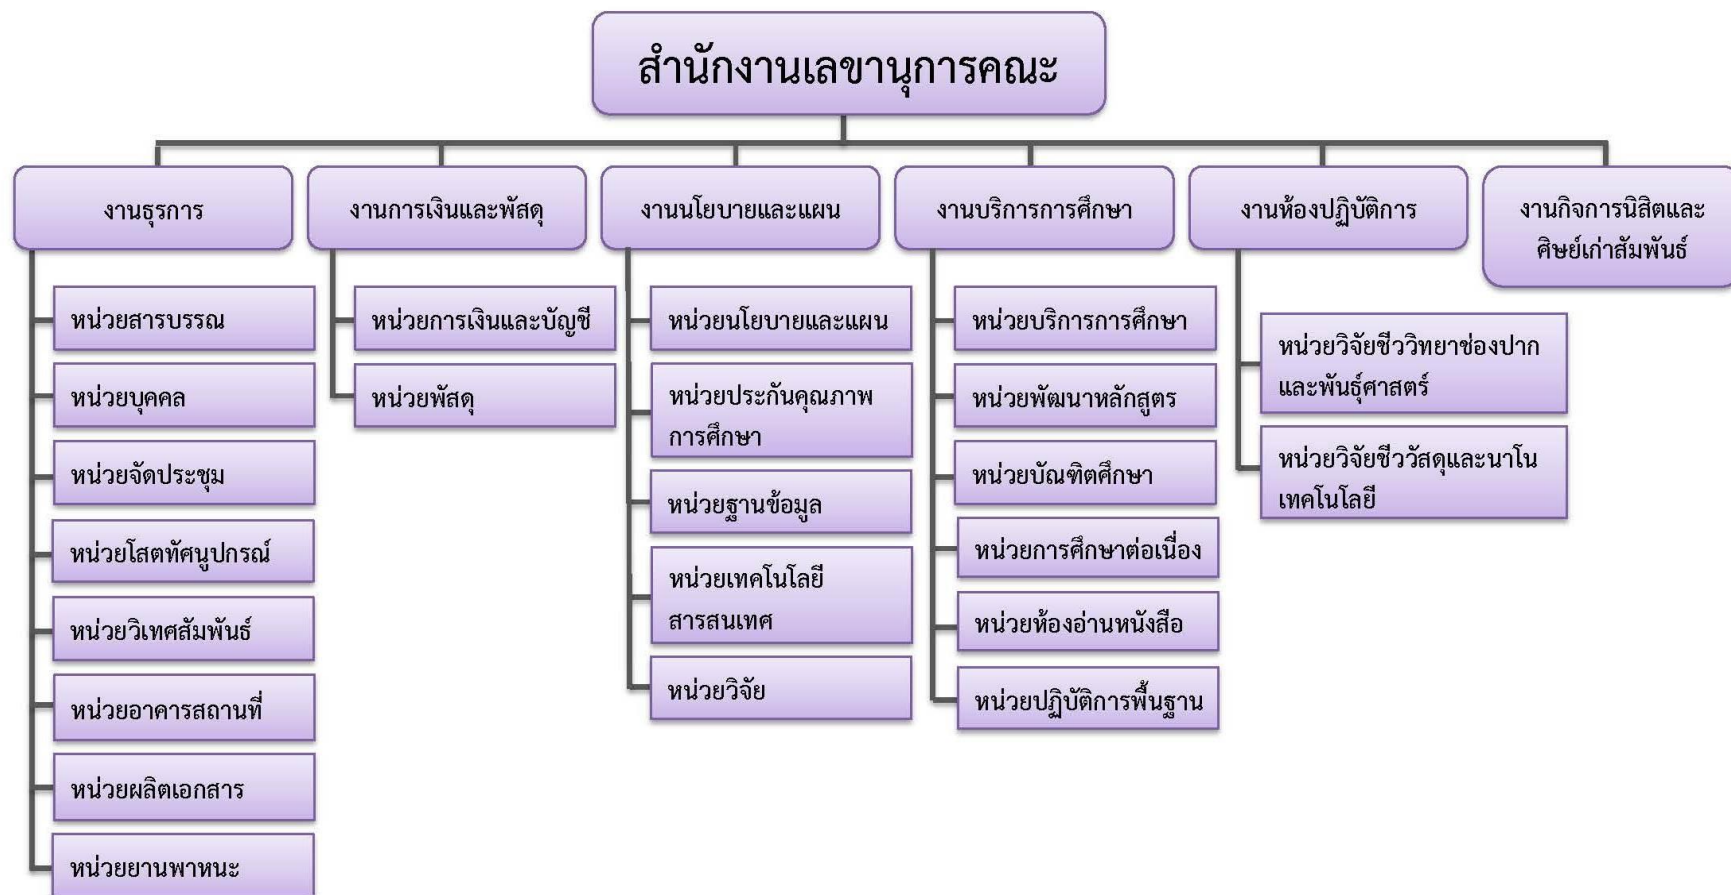 สำนักงานเลขานุการคณะ
งานธุรการ
หน่วยสารบรรณ
หน่วยบุคคล
หน่วยจัดประชุม
หน่วยโสตทัศนูปกรณ์
หน่วยวิเทศสัมพันธ์
หน่วยอาคารสถานที่
หน่วยผลิตเอกสาร
หน่วยยานพาหนะ
งานการเงินและพัสดุ
หน่วยการเงินและบัญชี
หน่วยพัสดุ
งานนโยบายและแผน
หน่วยนโยบายและแผน
หน่วยประกันคุณภาพ
การศึกษา
หน่วยฐานข้อมูล
หน่วยเทคโนโลยี
สารสนเทศ
หน่วยวิจัย
งานบริการการศึกษา
หน่วยบริการการศึกษา
หน่วยพัฒนาหลักสูตร
หน่วยบัณฑิตศึกษา
หน่วยการศึกษาต่อเนื่อง
หน่วยห้องอ่านหนังสือ
หน่วยปฏิบัติการพื้นฐาน
งานห้องปฏิบัติการ
หน่วยวิจัยชีววิทยาช่องปาก
และพันธุ์ศาสตร์
หน่วยวิจัยชีววัสดุและนาโน
เทคโนโลยี
งานกิจการนิสิตและ
ศิษย์เก่าสัมพันธ์